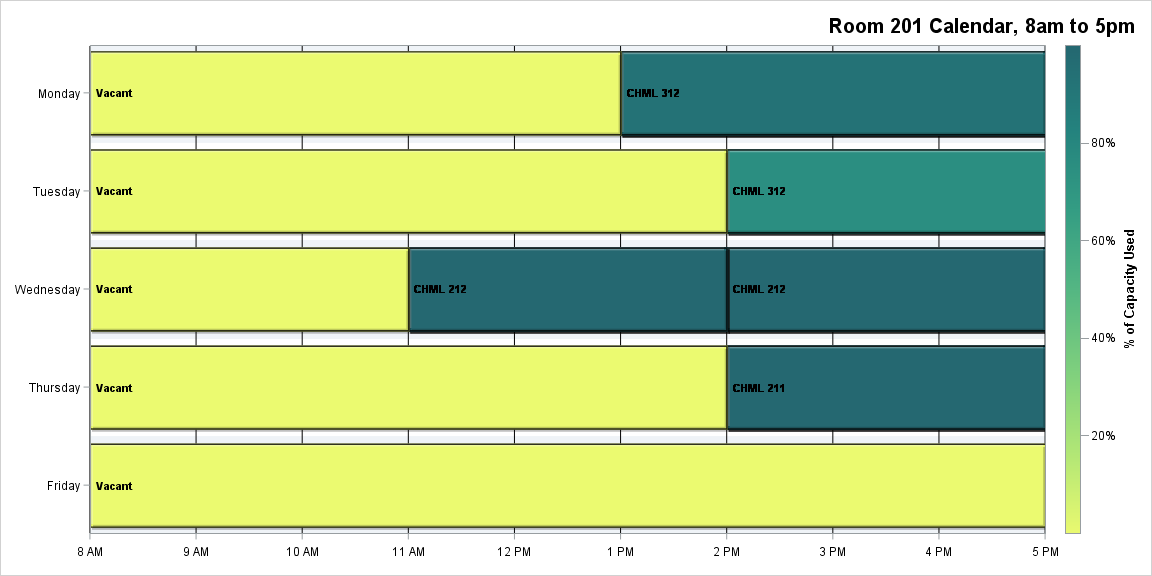 Room 201 Calendar, 8am to 5pm
Monday
Vacant
CHML 312
Tuesday
Vacant
CHML 312
Wednesday
Vacant
CHML 212
CHML 212
Thursday
Vacant
CHML 211
Friday
Vacant
8 AM
9 AM
10 AM
11 AM
12 PM
1 PM
2 PM
3 PM
4 PM
5 PM
80%
60%
40%
20%
% of Capacity Used